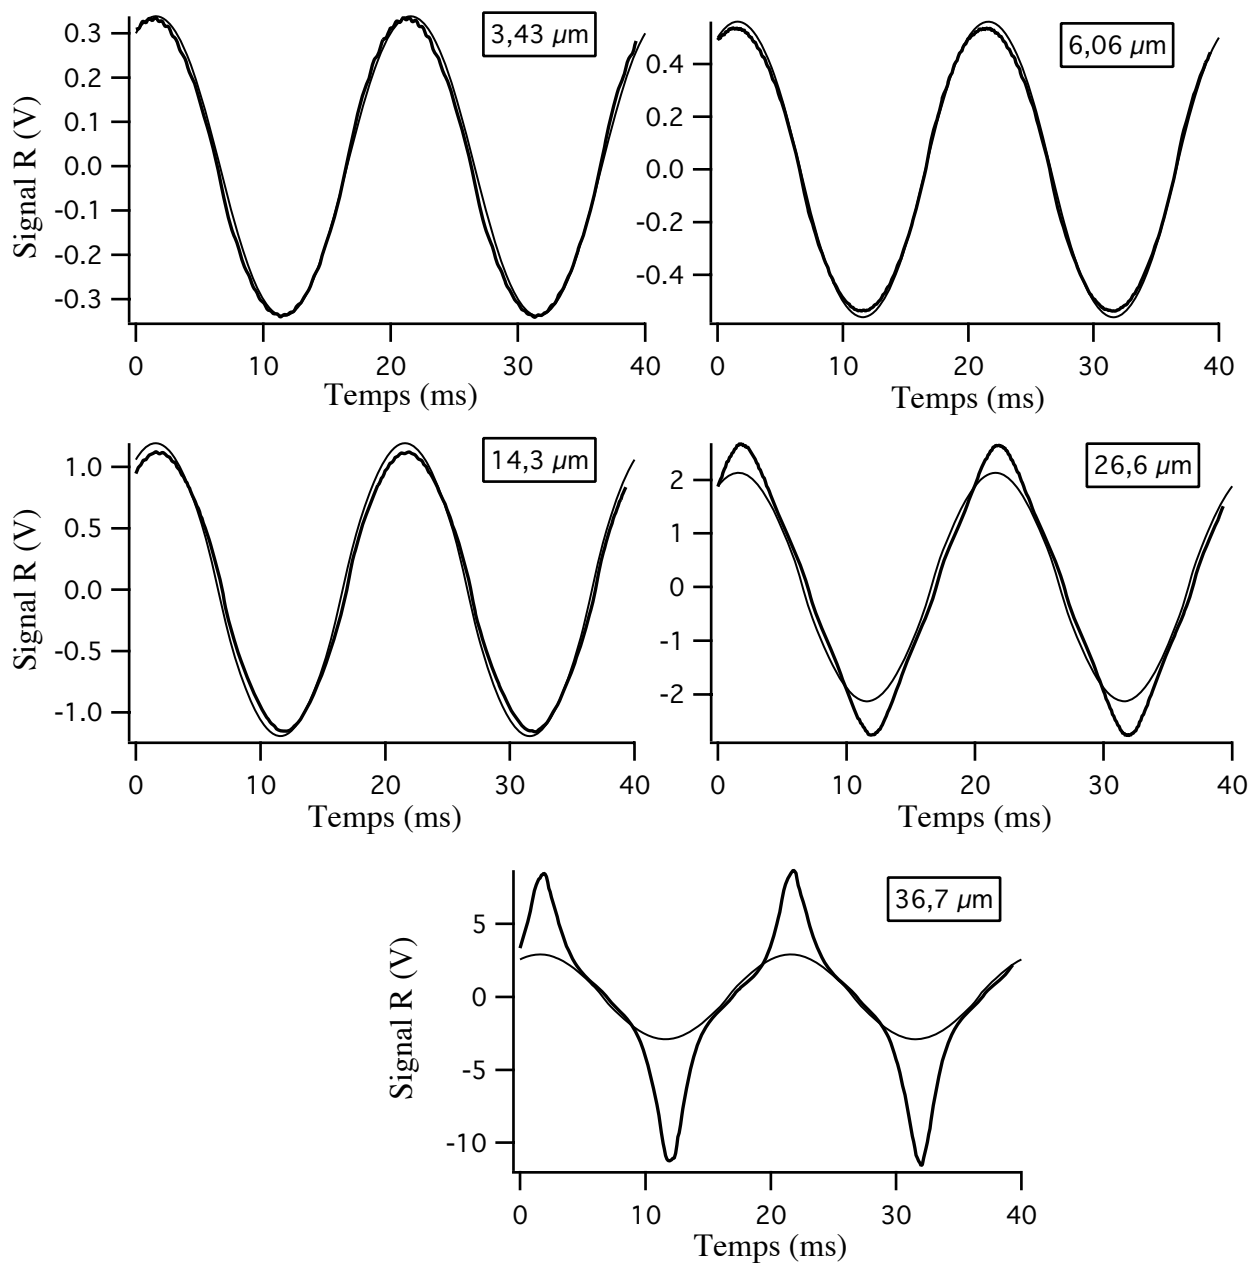 3,43 µm
0.3
0.2
0.1
0.0
-0.1
-0.2
-0.3
Signal R (V)
0 10 20 30 40
Temps (ms)
6,06 µm
0.4
0.2
0.0
-0.2
-0.4
0 10 20 30 40
Temps (ms)
14,3 µm
1.0
0.5
0.0
-0.5
-1.0
Signal R (V)
0 10 20 30 40
Temps (ms)
26,6 µm
2
1
0
-1
-2
0 10 20 30 40
Temps (ms)
36,7 µm
5
0
-5
-10
Signal R (V)
0 10 20 30 40
Temps (ms)